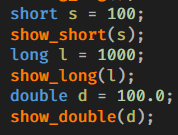 short s = 100;
show_short(s);
long l = 1000;
show_long(l);
double d = 100.0;
show_double(d);